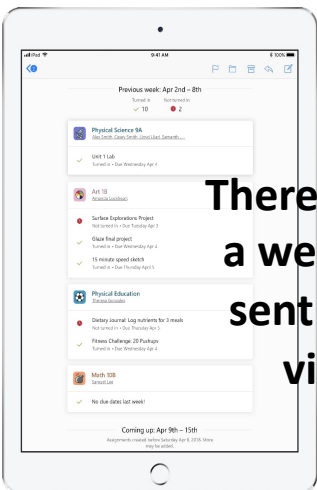 iPad
9:41 AM
100%
Previous week: Apr 2nd – 8th
Turned in Not turned in
10 2
Physical Science 9A
Unit 1 Lab
Turned in • Due Wednesday Apr 4
Art 1B
Amanda Lockhson
There
Surface Explorations Project
Not turned in • Due Tuesday Apr 3
Glaze final project
Turned in • Due Wednesday Apr 4
a we
15 minute speed sketch
Turned in • Due Thursday April 5
sent
Physical Education
Theresa Gonzalez
Dietary Journal: Log nutrients for 3 meals
Not turned in • Due Thursday Apr 5
vi
Fitness Challenge: 20 Pushups
Turned in • Due Wednesday Apr 4
Math 10B
Samuel Lee
No due dates last week!
Coming up: Apr 9th – 15th
Assignments created before Saturday Apr 8, 2018. More
may be added.